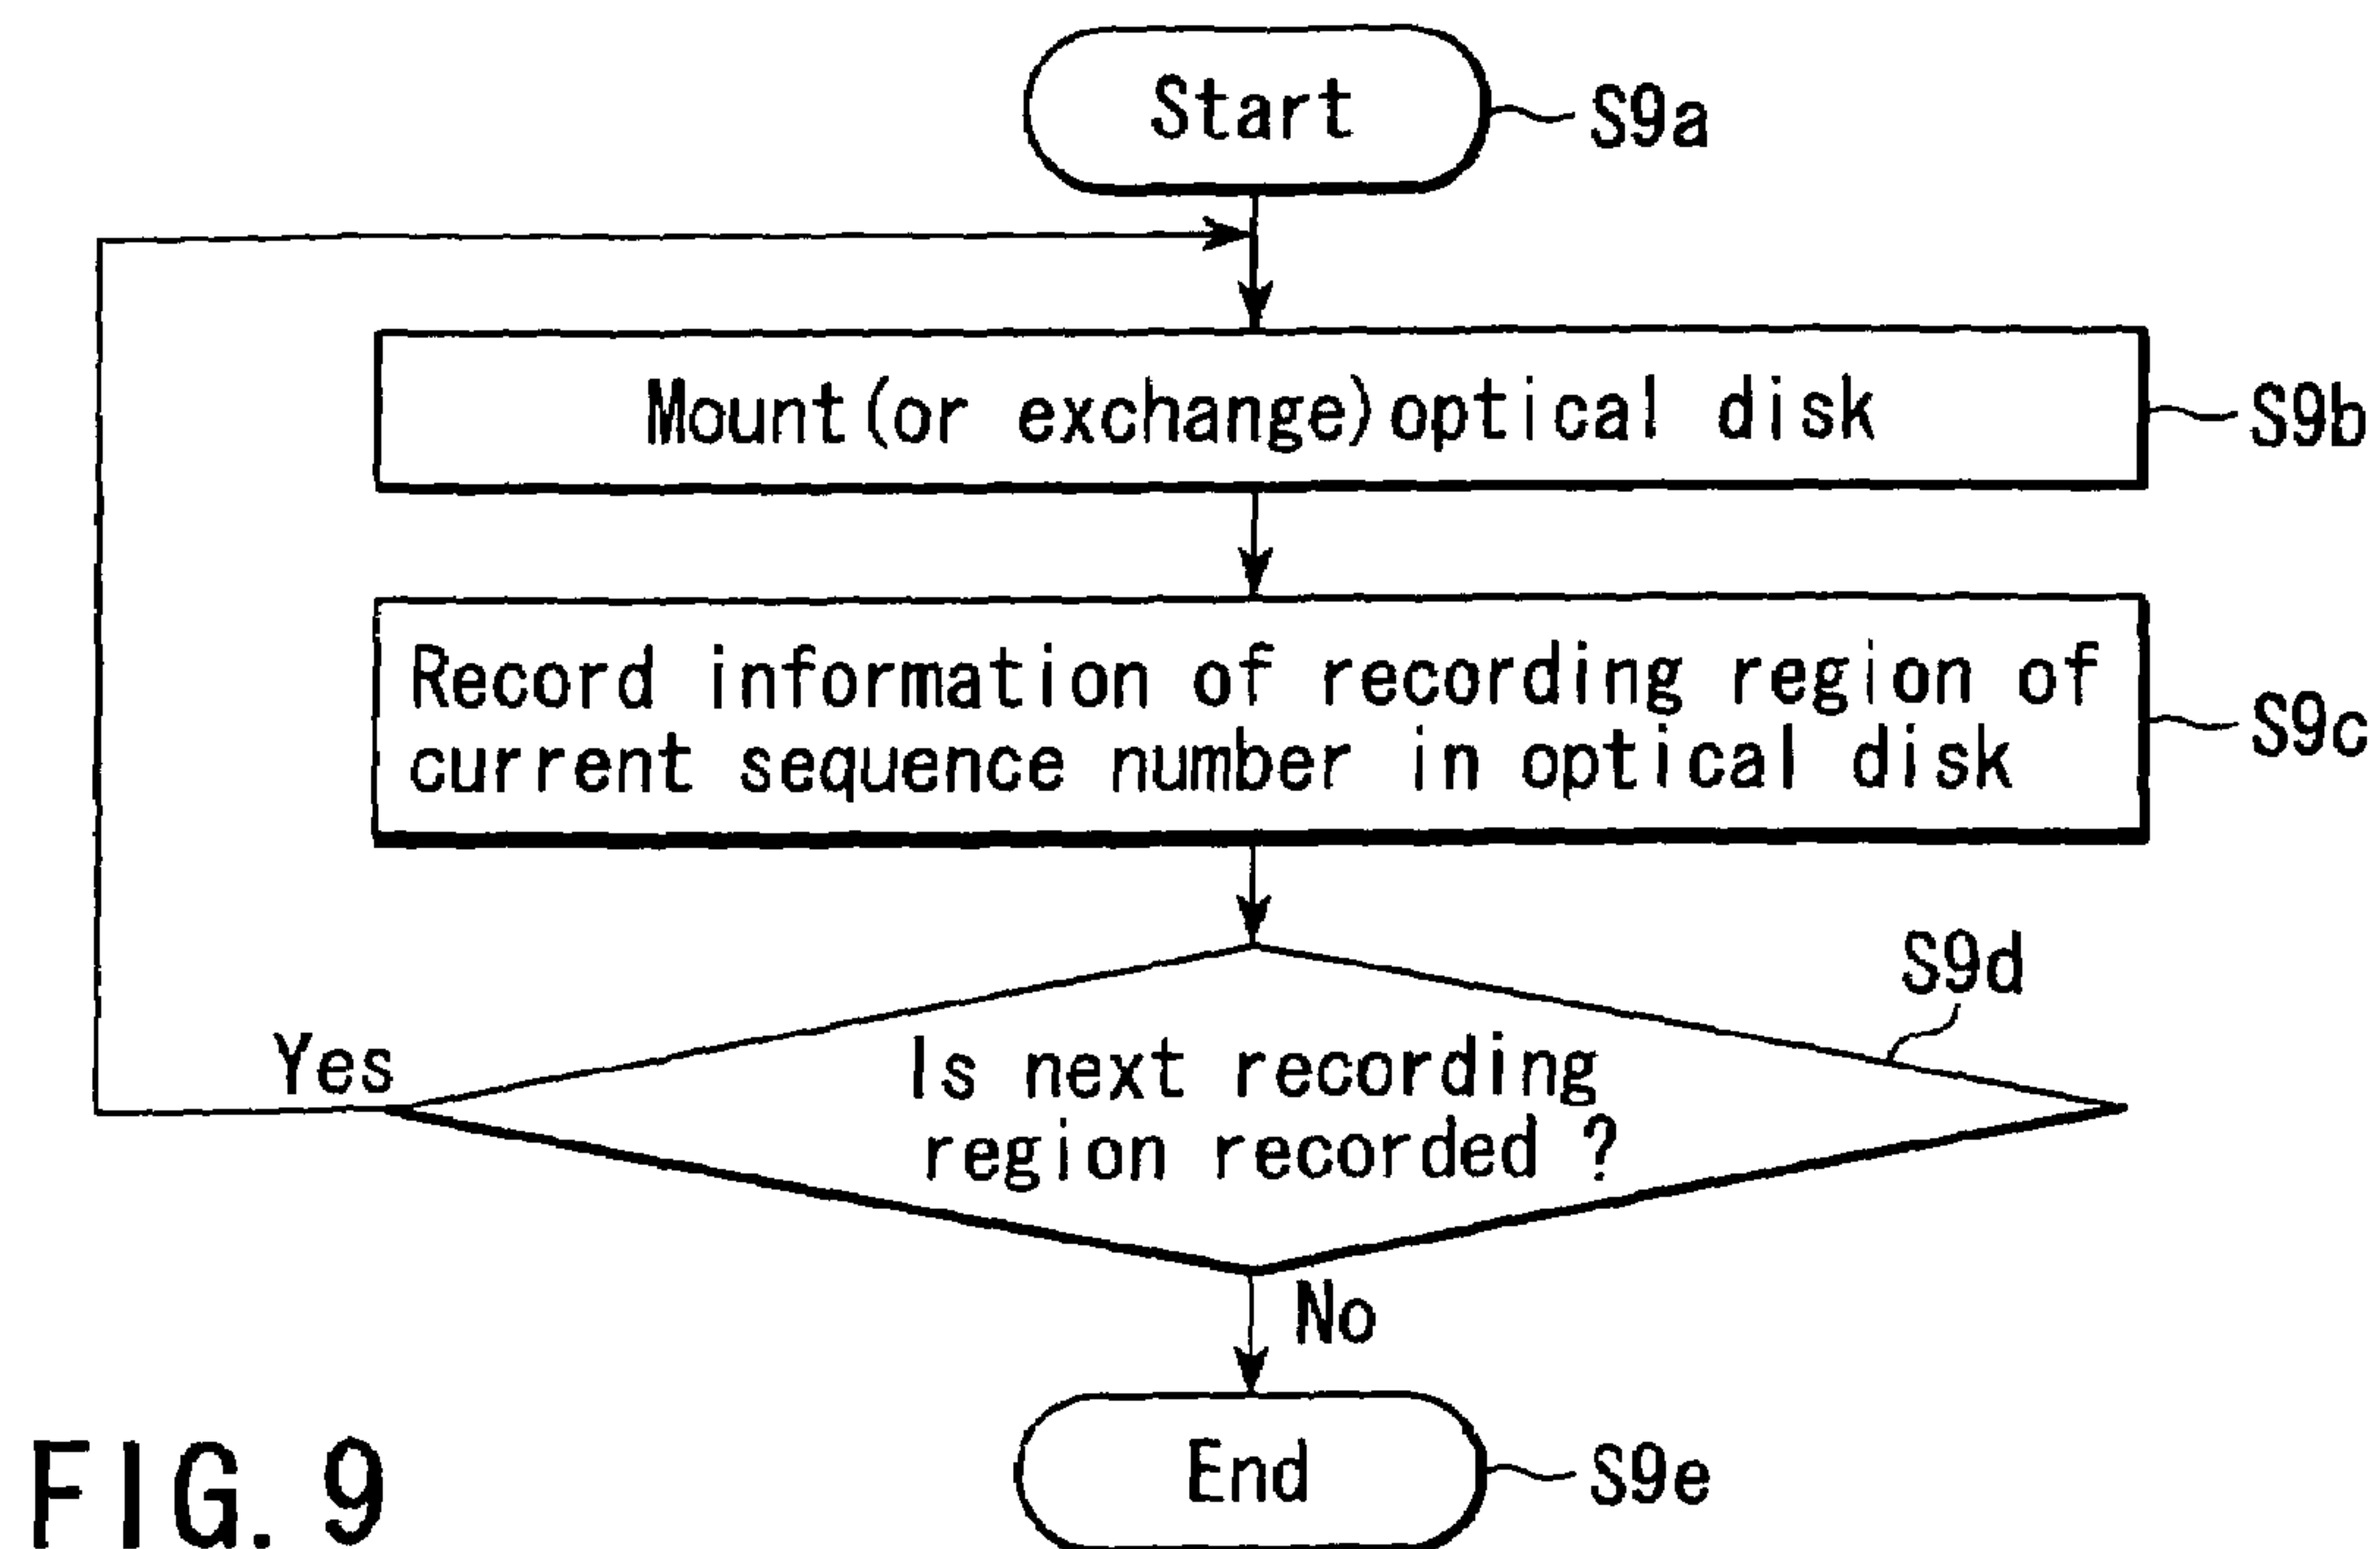 Start
S9a
Mount(or exchange)optical disk
S9b
Record information of recording region of
current sequence number in optical disk
S9c
S9d
Yes
Is next recording
region recorded ?
No
End
S9e
FIG. 9